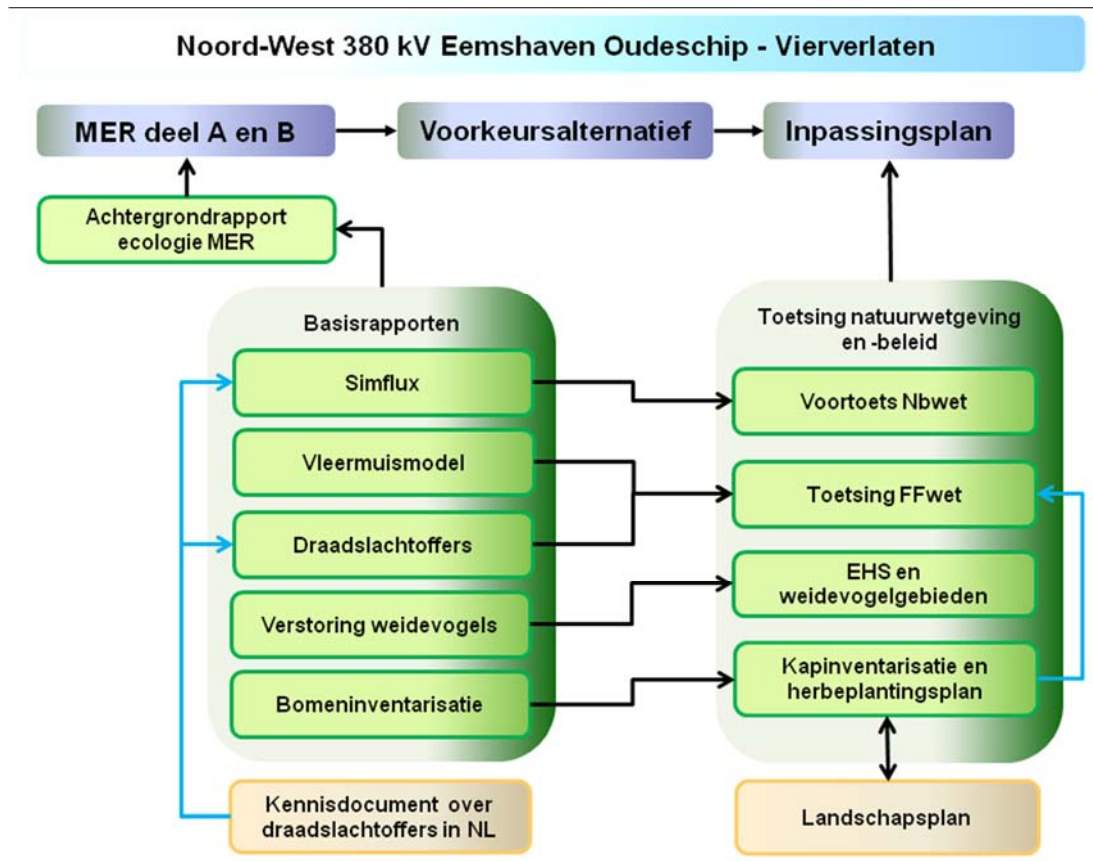 Noord-West 380 kV Eemshaven Oudeschip - Vierverlaten
MER deel A en B
Voorkeursalternatief
Inpassingsplan
Achtergrondrapport
ecologie MER
Basisrapporten
Simflux
Vleermuismodel
Draadslachtoffers
Verstoring weidevogels
Bomeninventarisatie
Kennisdocument over
draadslachtoffers in NL
Toetsing natuurwetgeving
en -beleid
Voortoets Nbwet
Toetsing FFwet
EHS en
weidevogelgebieden
Kapinventarisatie en
herbeplantingsplan
Landschapsplan